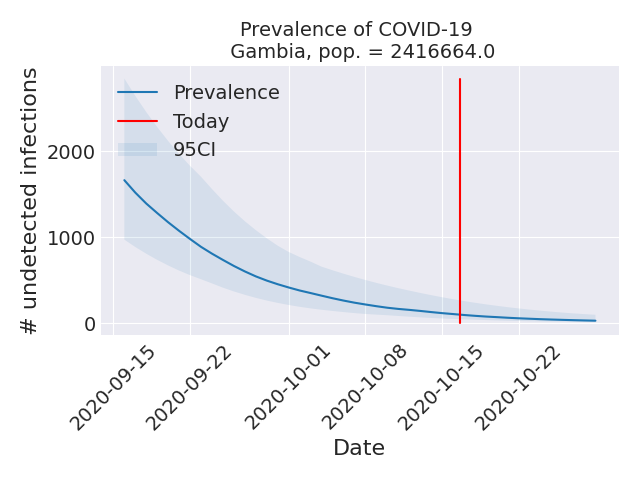 Prevalence of COVID-19
Gambia, pop. = 2416664.0
# undetected infections
2000
1000
0
Prevalence
Today
95CI
2020-09-15
2020-09-22
2020-10-01
2020-10-08
2020-10-15
2020-10-22
Date